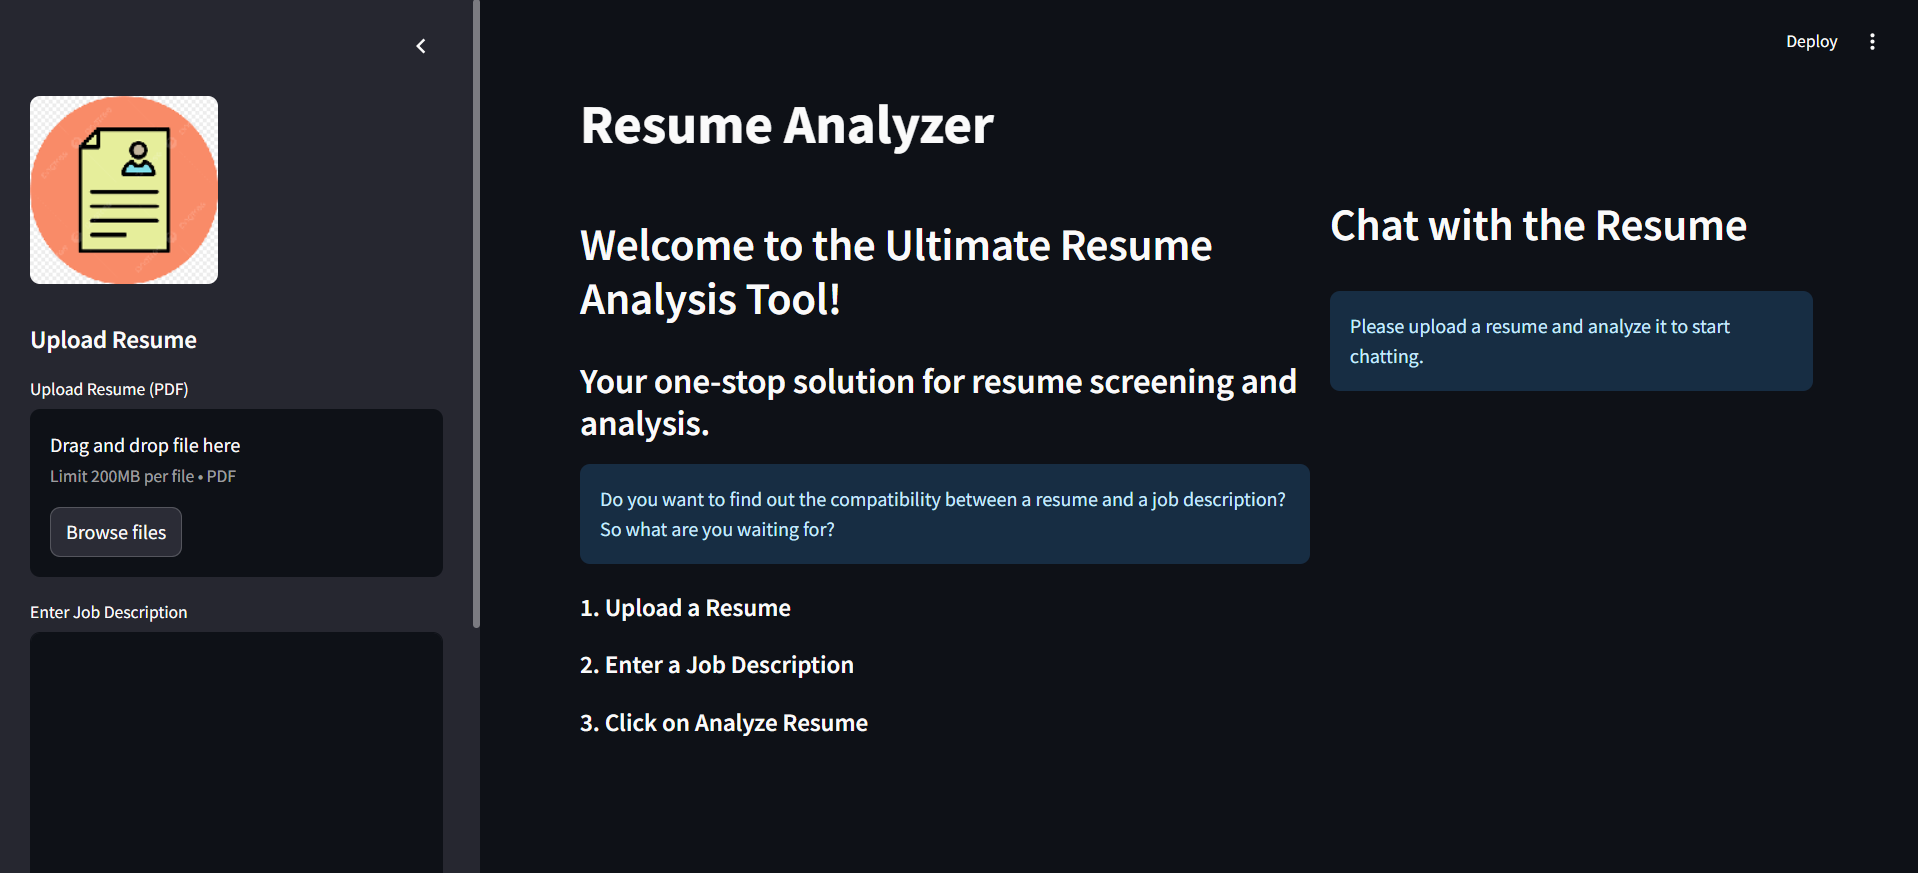 Deploy
Upload Resume
Upload Resume (PDF)
Drag and drop file here
Limit 200MB per file • PDF
Browse files
Enter Job Description
Resume Analyzer
Welcome to the Ultimate Resume
Analysis Tool!
Your one-stop solution for resume screening and
analysis.
Do you want to find out the compatibility between a resume and a job description?
So what are you waiting for?
1. Upload a Resume
2. Enter a Job Description
3. Click on Analyze Resume
Chat with the Resume
Please upload a resume and analyze it to start
chatting.